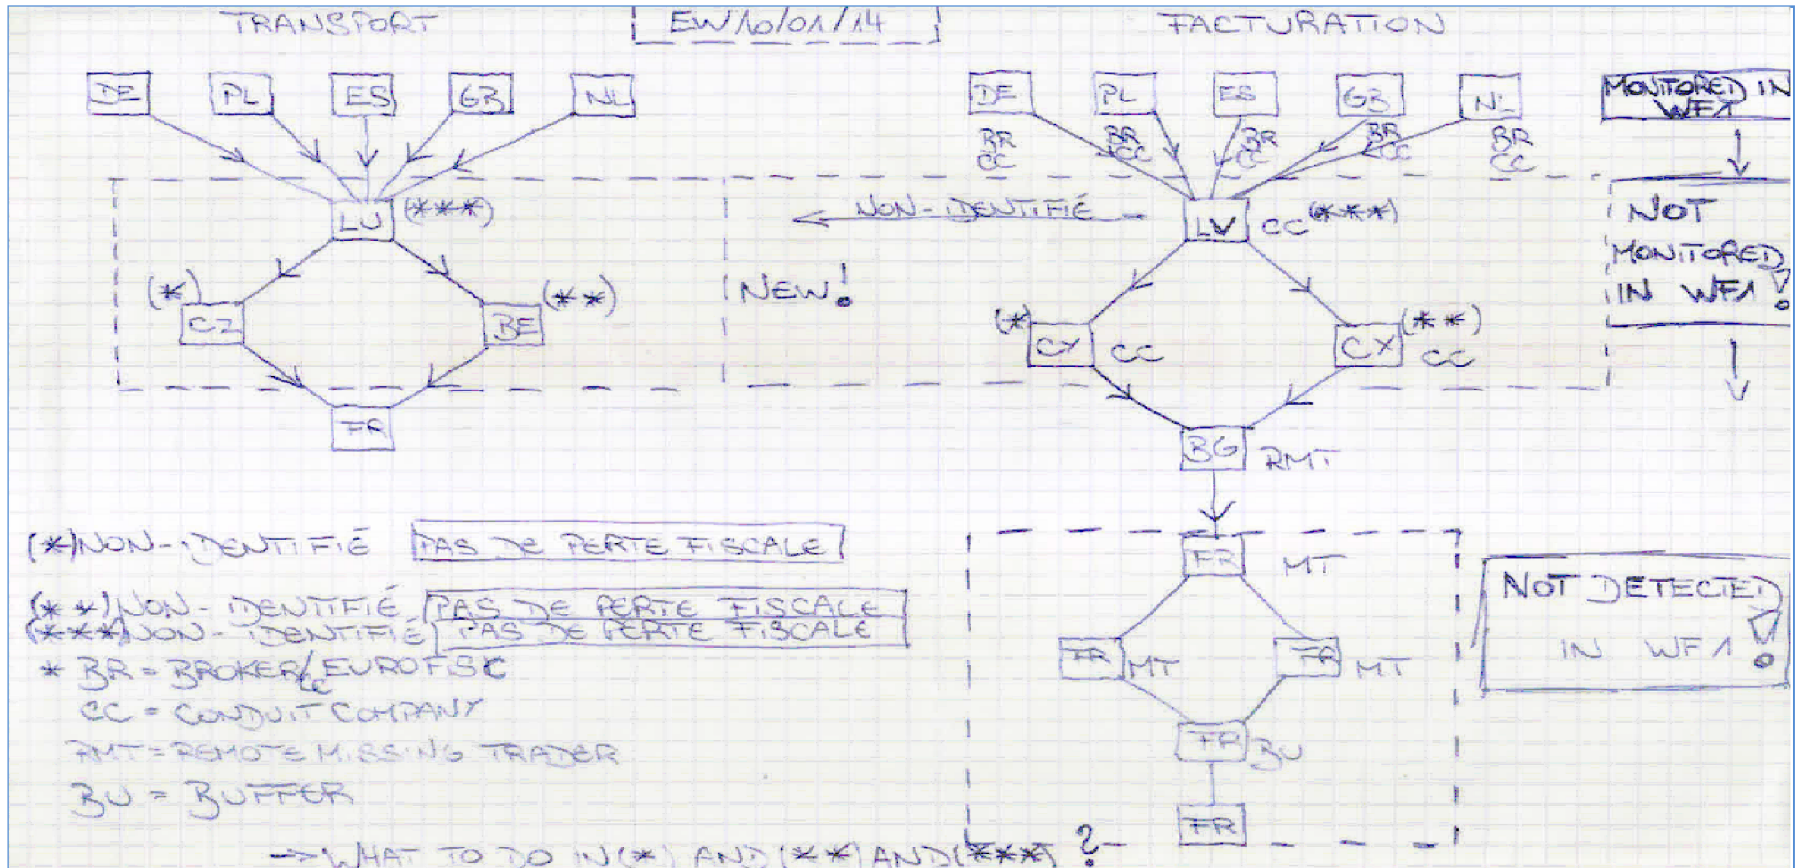 TRANSPORT
EW/10/01/14
FACTURATION
DE PL ES GB NL
DE PL ES GB NL
MONITORED IN
WF1
BR BR BR BR BR
CC CC CC CC CC
LU (***)
NON-IDENTIFIÉ
LV CC (***)
NOT
MONITORED
IN WF1 !
NEW!
(*) CZ
BE (**)
(*) CY CC
CX (**) CC
FR
BG RMT
(*) NON-IDENTIFIÉ PAS DE PERTE FISCALE
(**) NON-IDENTIFIÉ PAS DE PERTE FISCALE
(***) NON-IDENTIFIÉ PAS DE PERTE FISCALE
* BR = BROKER/CC EUROFISC
CC = CONDUIT COMPANY
RMT = REMOTE MISSING TRADER
BU = BUFFER
FR MT
FR MT FR MT
FR BU
FR
NOT DETECTED
IN WF1 !
→ WHAT TO DO IN (*) AND (**) AND (***) ?